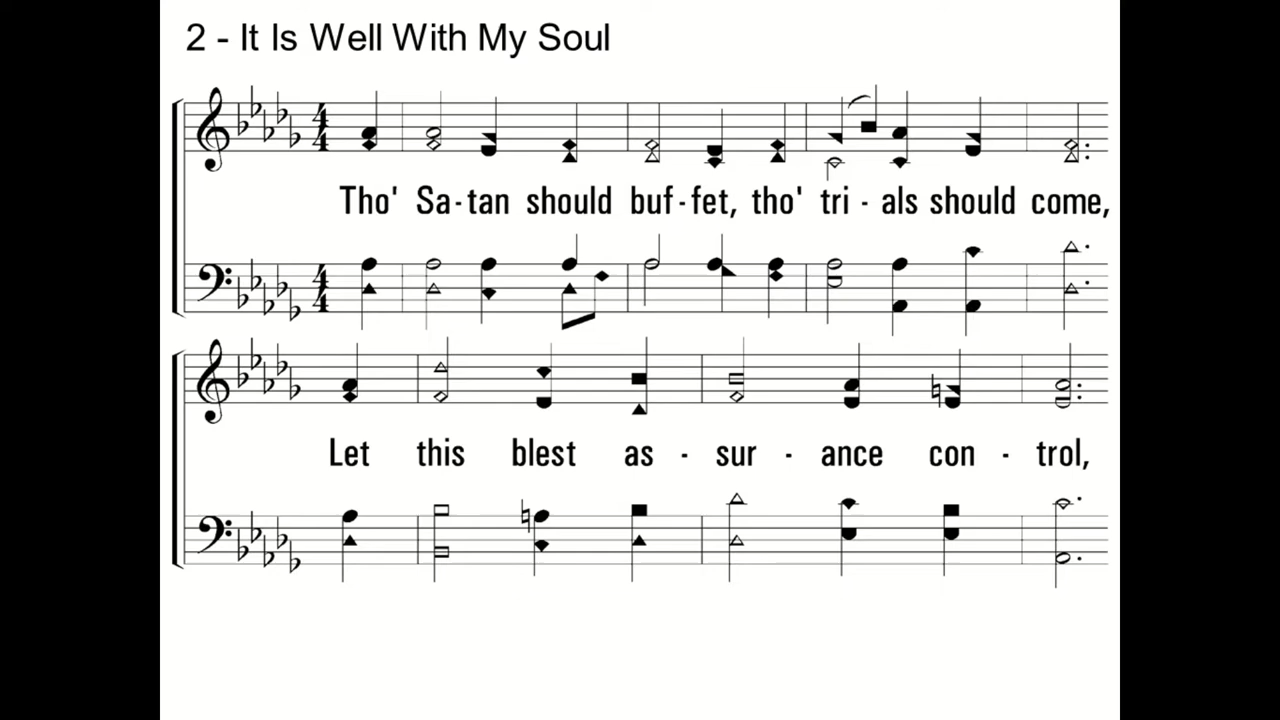 2 - It Is Well With My Soul
Tho' Sa-tan should buf-fet, tho' tri - als should come,
Let this blest as - sur - ance con - trol,